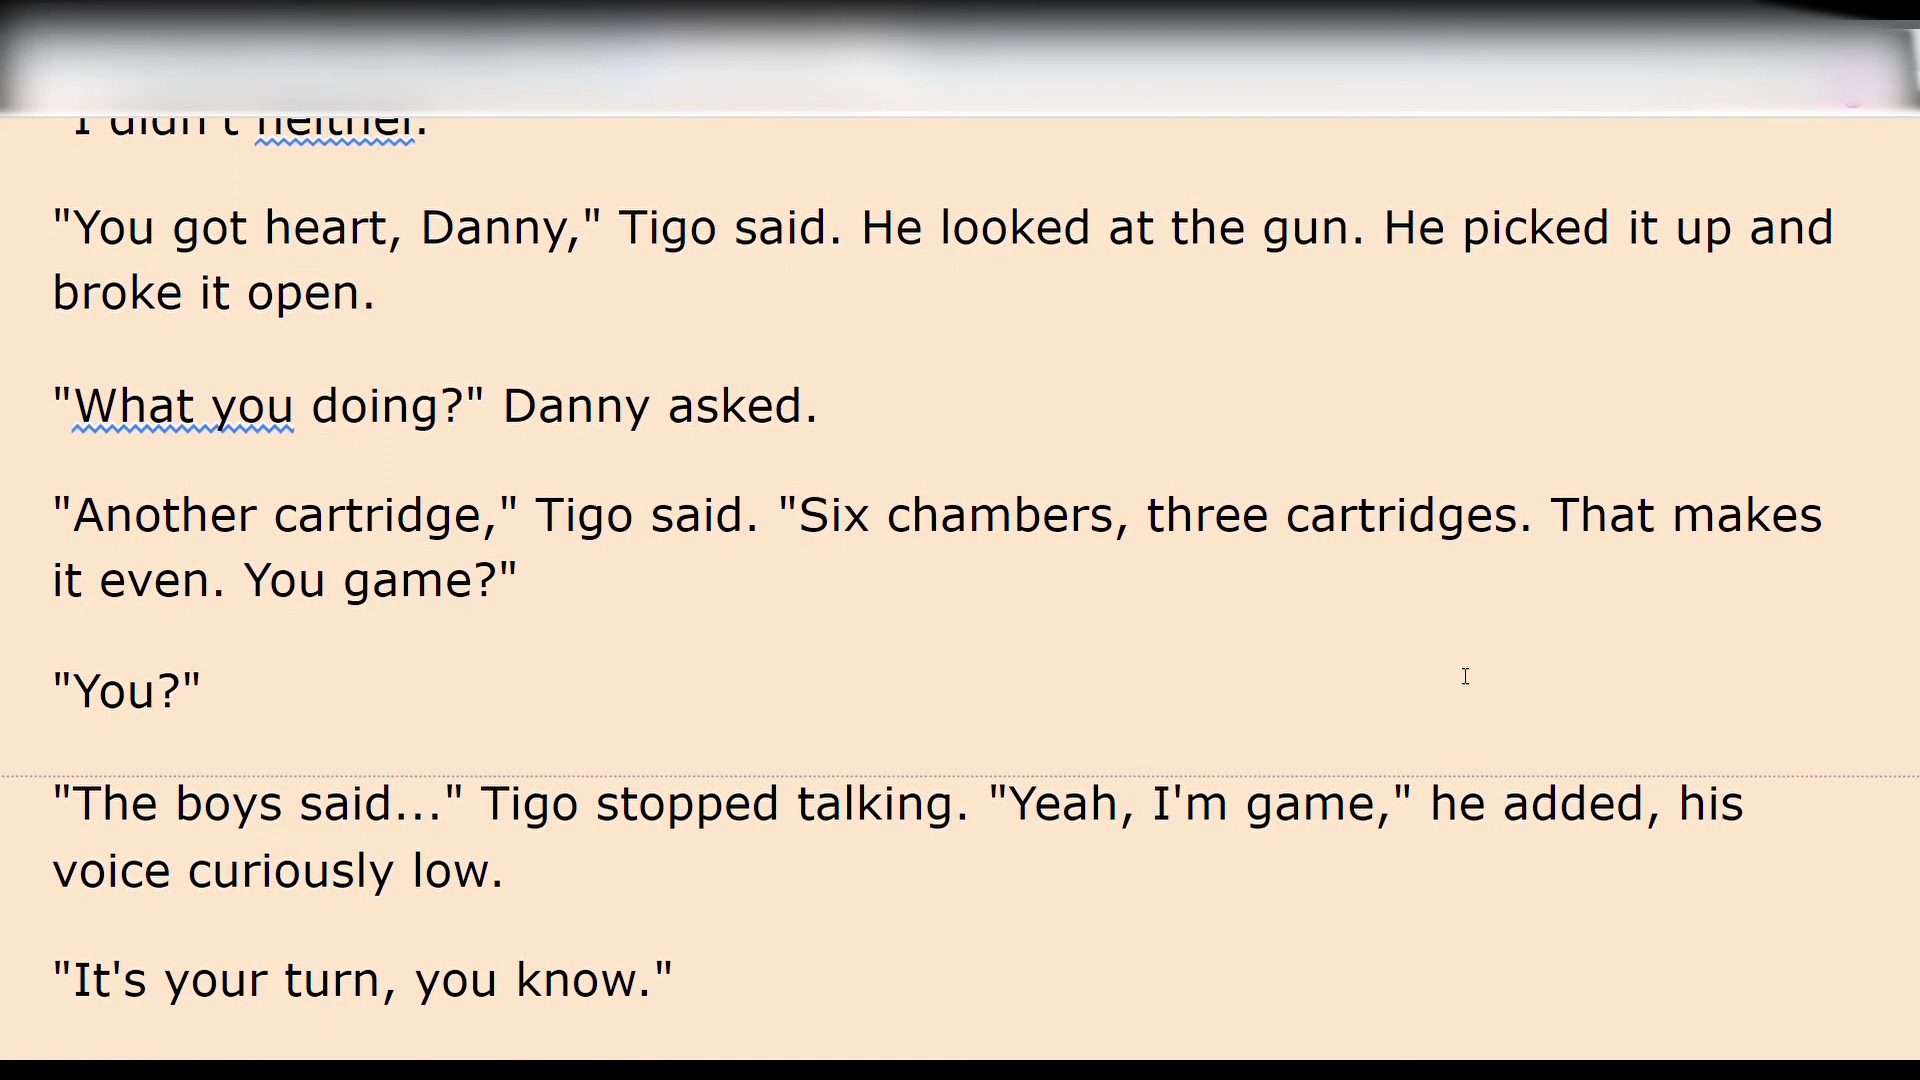 "I didn't neither.
"You got heart, Danny," Tigo said. He looked at the gun. He picked it up and
broke it open.
"What you doing?" Danny asked.
"Another cartridge," Tigo said. "Six chambers, three cartridges. That makes
it even. You game?"
"You?"
"The boys said..." Tigo stopped talking. "Yeah, I'm game," he added, his
voice curiously low.
"It's your turn, you know."